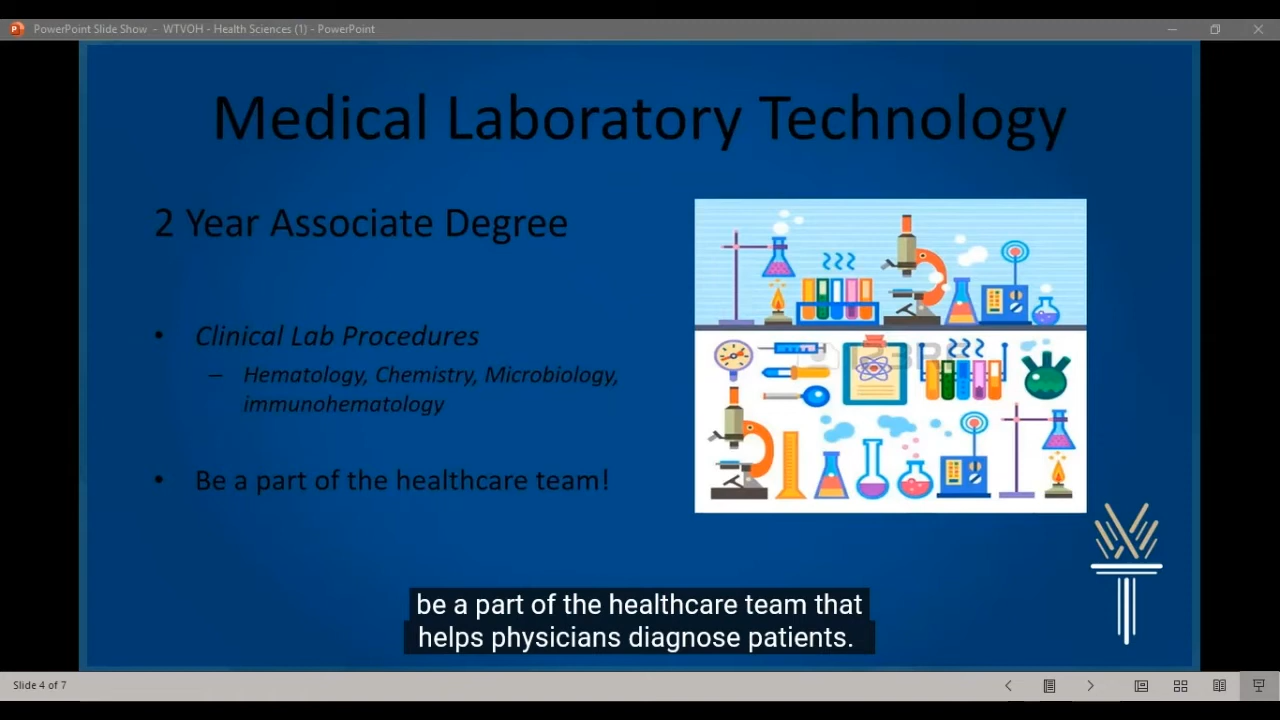 PowerPoint Slide Show - WTVOH - Health Sciences (1) - PowerPoint
Medical Laboratory Technology
2 Year Associate Degree
• Clinical Lab Procedures
– Hematology, Chemistry, Microbiology,
immunohematology
• Be a part of the healthcare team!
be a part of the healthcare team that
helps physicians diagnose patients.
Slide 4 of 7